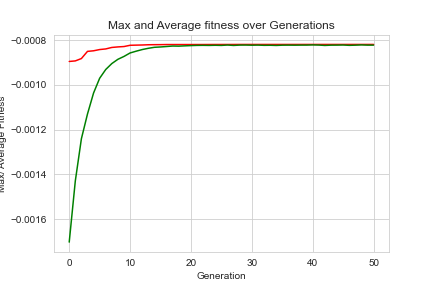 Max and Average fitness over Generations
Max/ Average Fitness
−0.0008
−0.0010
−0.0012
−0.0014
−0.0016
0 10 20 30 40 50
Generation